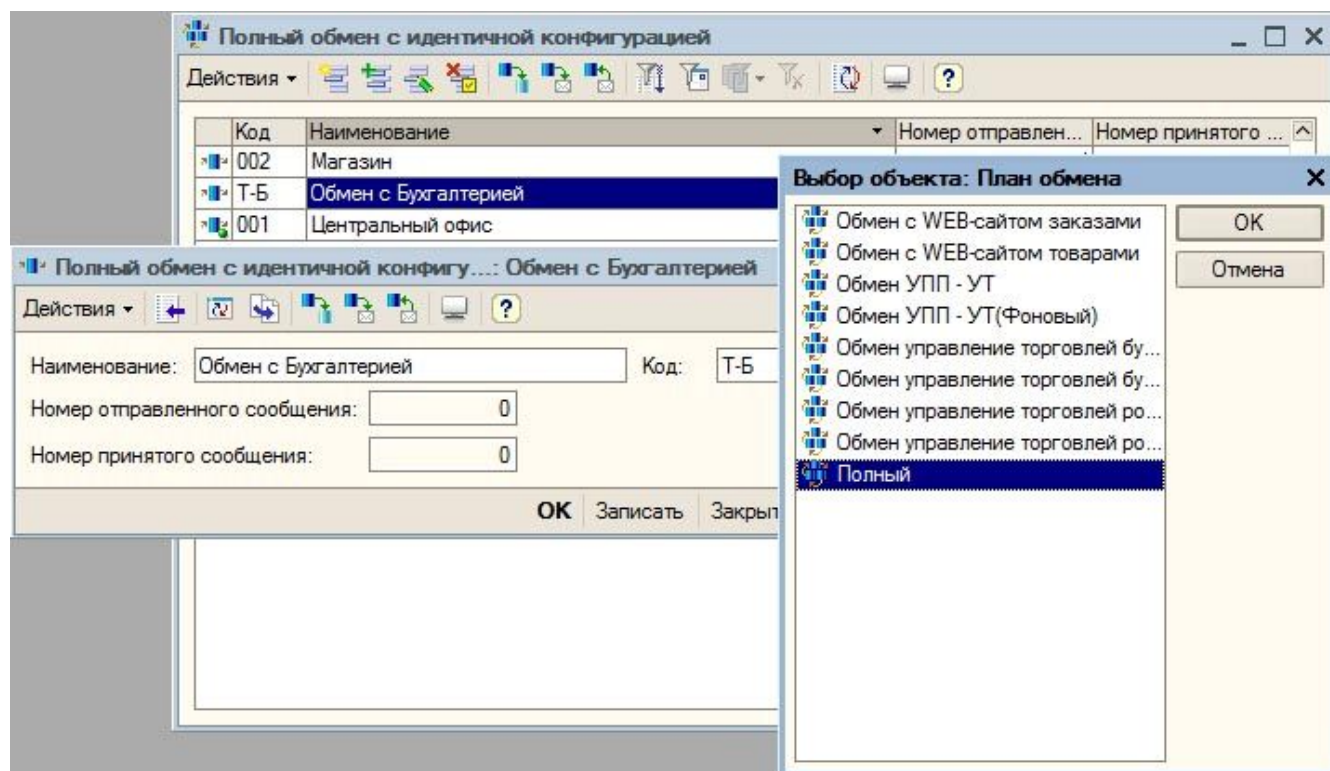 Полный обмен с идентичной конфигурацией
Действия
Код Наименование Номер отправлен... Номер принятого ...
002 Магазин
Т-Б Обмен с Бухгалтерией
001 Центральный офис
Полный обмен с идентичной конфигу...: Обмен с Бухгалтерией
Действия
Наименование: Обмен с Бухгалтерией Код: Т-Б
Номер отправленного сообщения: 0
Номер принятого сообщения: 0
OK Записать Закрыт
Выбор объекта: План обмена
Обмен с WEB-сайтом заказами
Обмен с WEB-сайтом товарами
Обмен УПП - УТ
Обмен УПП - УТ(Фоновый)
Обмен управление торговлей бу...
Обмен управление торговлей бу...
Обмен управление торговлей ро...
Обмен управление торговлей ро...
Полный
OK
Отмена